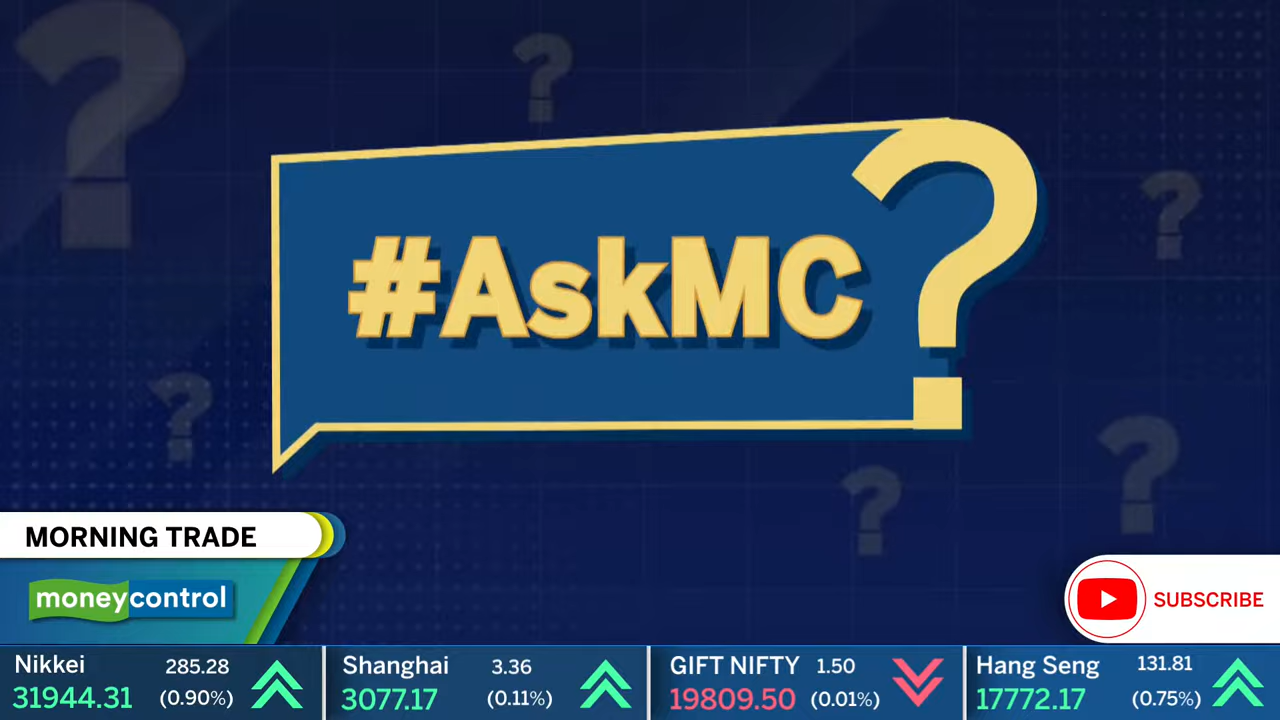 #AskMC?
MORNING TRADE
moneycontrol
SUBSCRIBE
Nikkei 285.28
31944.31 (0.90%)
Shanghai 3.36
3077.17 (0.11%)
GIFT NIFTY 1.50
19809.50 (0.01%)
Hang Seng 131.81
17772.17 (0.75%)